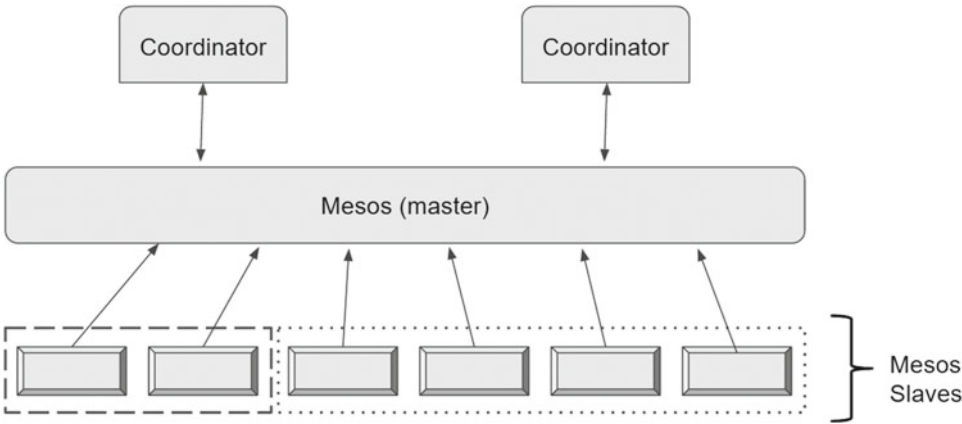 Coordinator
Coordinator
Mesos (master)
Mesos
Slaves